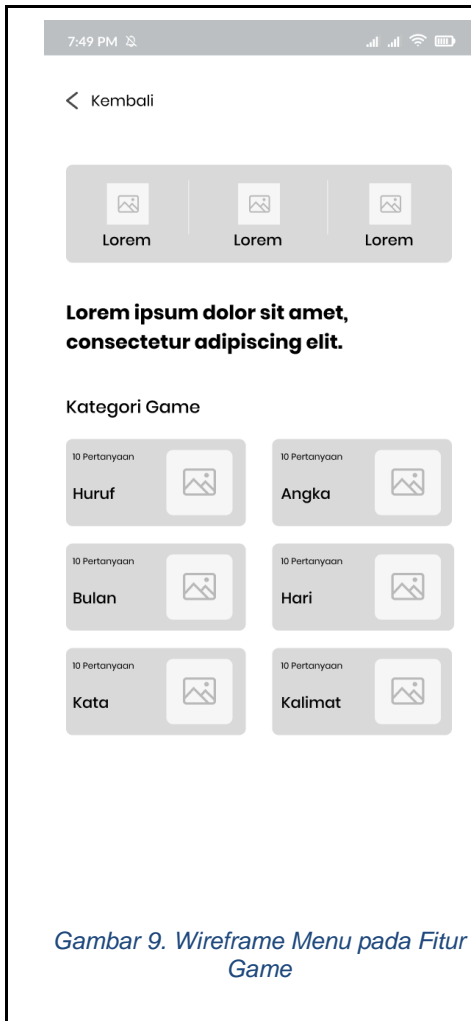 7:49 PM
Kembali
Lorem Lorem Lorem
Lorem ipsum dolor sit amet,
consectetur adipiscing elit.
Kategori Game
10 Pertanyaan
Huruf
10 Pertanyaan
Angka
10 Pertanyaan
Bulan
10 Pertanyaan
Hari
10 Pertanyaan
Kata
10 Pertanyaan
Kalimat
Gambar 9. Wireframe Menu pada Fitur
Game